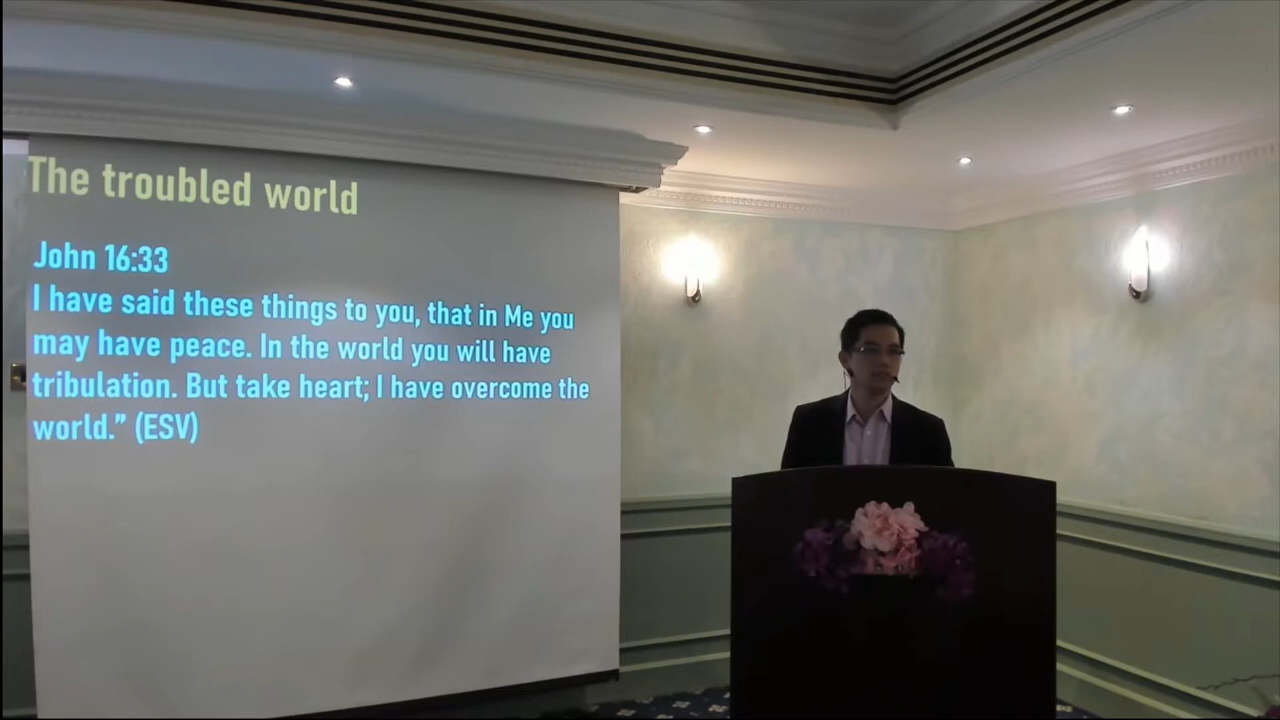 The troubled world
John 16:33
I have said these things to you, that in Me you
may have peace. In the world you will have
tribulation. But take heart; I have overcome the
world.” (ESV)